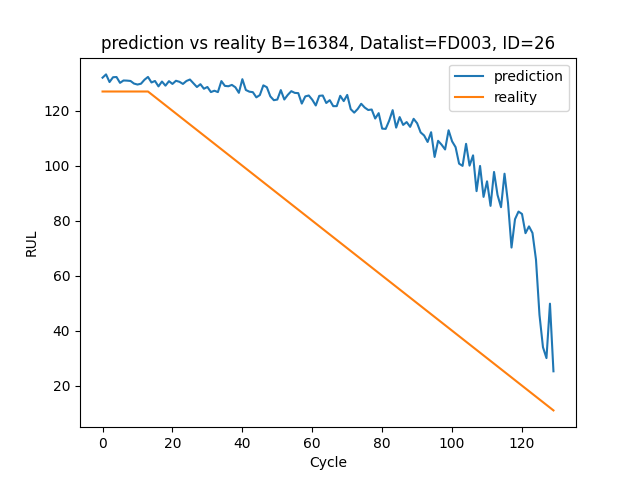 prediction vs reality B=16384, Datalist=FD003, ID=26
prediction
reality
RUL
120
100
80
60
40
20
0 20 40 60 80 100 120
Cycle